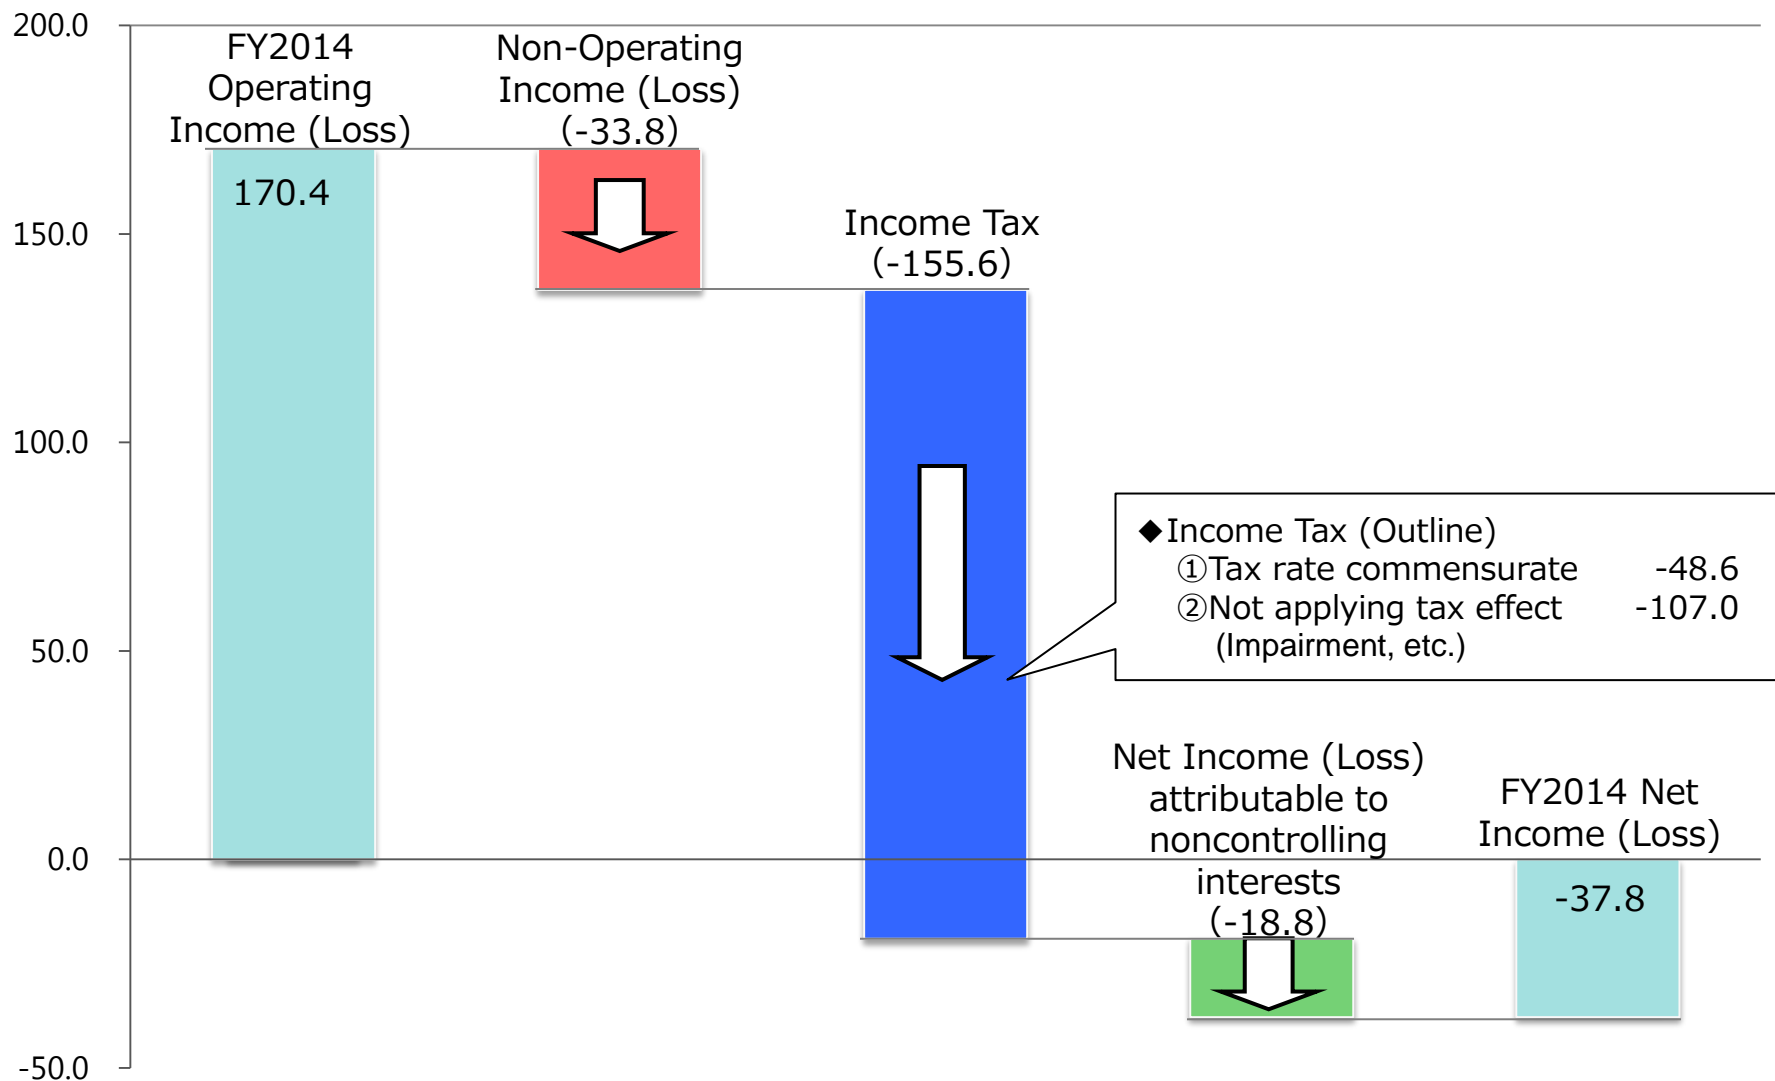 200.0
150.0
100.0
50.0
0.0
-50.0
FY2014
Operating
Income (Loss)
170.4
Non-Operating
Income (Loss)
(-33.8)
Income Tax
(-155.6)
◆Income Tax (Outline)
①Tax rate commensurate -48.6
②Not applying tax effect -107.0
(Impairment, etc.)
Net Income (Loss)
attributable to
noncontrolling
interests
(-18.8)
FY2014 Net
Income (Loss)
-37.8